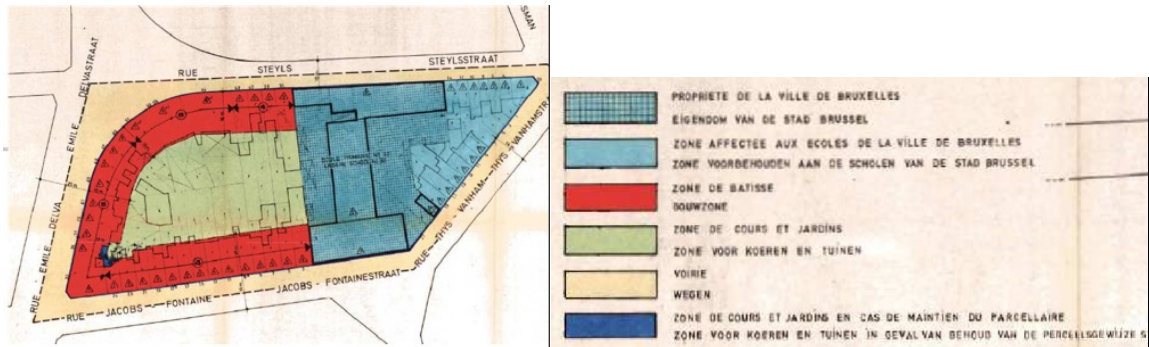 RUE STEYLS STEYLSSTRAAT
SMAN
EMILE DELVASTRAAT
RUE EMILE DELVA
RUE THYS - VANHAM THYS - VANHAMSTR
RUE JACOBS - FONTAINE JACOBS - FONTAINESTRAAT
PROPRIETE DE LA VILLE DE BRUXELLES
EIGENDOM VAN DE STAD BRUSSEL
ZONE AFFECTEE AUX ECOLES DE LA VILLE DE BRUXELLES
ZONE VOORBEHOUDEN AAN DE SCHOLEN VAN DE STAD BRUSSEL
ZONE DE BATISSE
BOUWZONE
ZONE DE COURS ET JARDINS
ZONE VOOR KOEREN EN TUINEN
VOIRIE
WEGEN
ZONE DE COURS ET JARDINS EN CAS DE MAINTIEN DU PARCELLAIRE
ZONE VOOR KOEREN EN TUINEN IN GEVAL VAN BEHOUD VAN DE PERCEELSGEWIJZE S